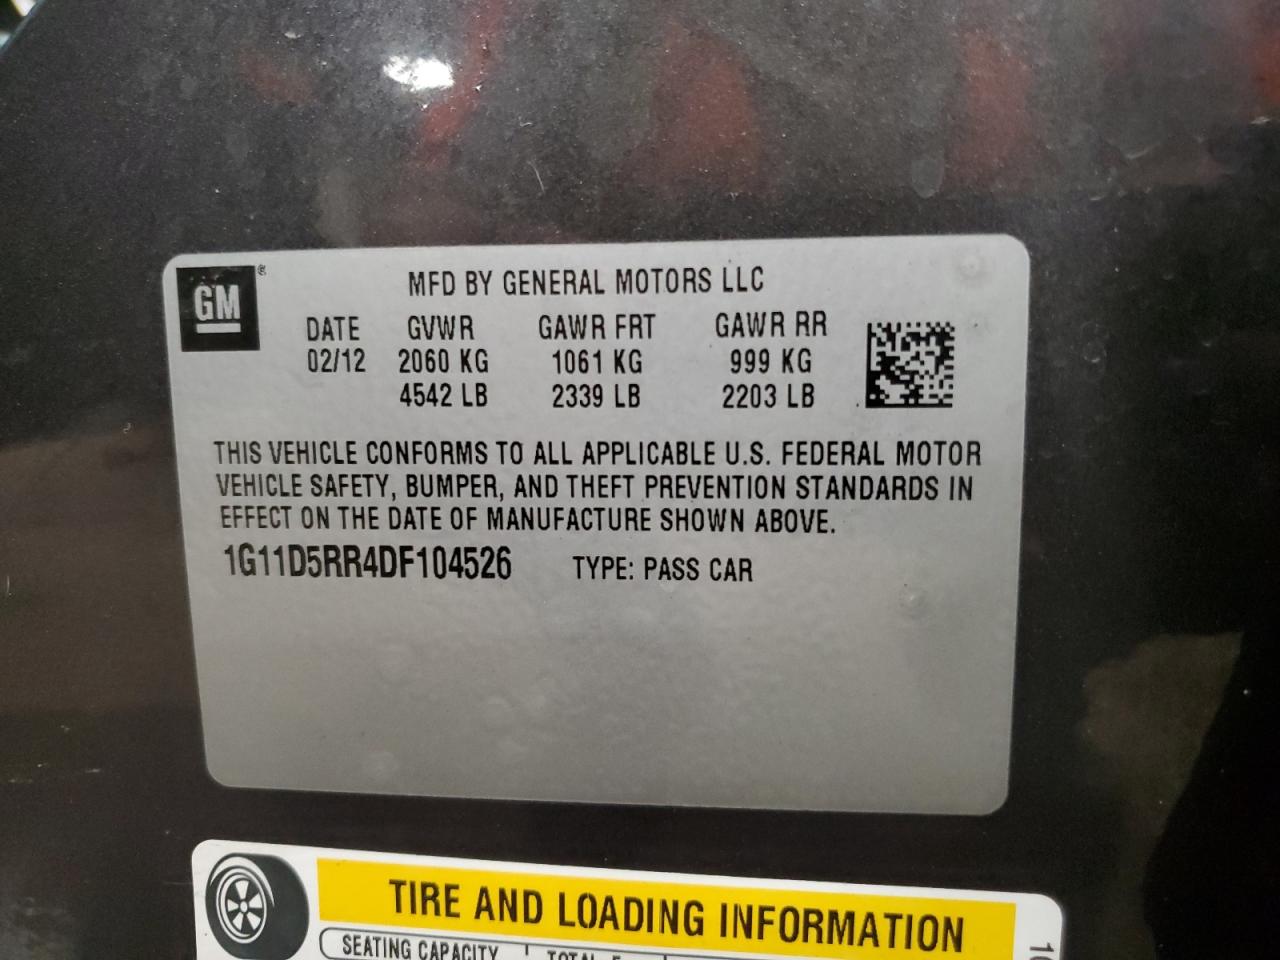 GM ®
MFD BY GENERAL MOTORS LLC
DATE GVWR GAWR FRT GAWR RR
02/12 2060 KG 1061 KG 999 KG
4542 LB 2339 LB 2203 LB
THIS VEHICLE CONFORMS TO ALL APPLICABLE U.S. FEDERAL MOTOR
VEHICLE SAFETY, BUMPER, AND THEFT PREVENTION STANDARDS IN
EFFECT ON THE DATE OF MANUFACTURE SHOWN ABOVE.
1G11D5RR4DF104526 TYPE: PASS CAR
TIRE AND LOADING INFORMATION
SEATING CAPACITY TOTAL